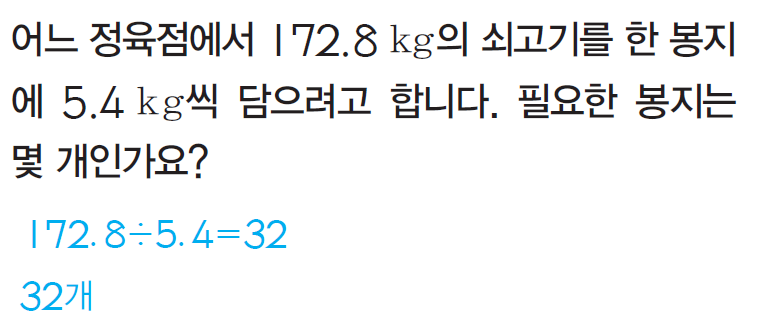 어느 정육점에서 172.8 kg의 쇠고기를 한 봉지
에 5.4 kg씩 담으려고 합니다. 필요한 봉지는
몇 개인가요?
172.8÷5.4=32
32개